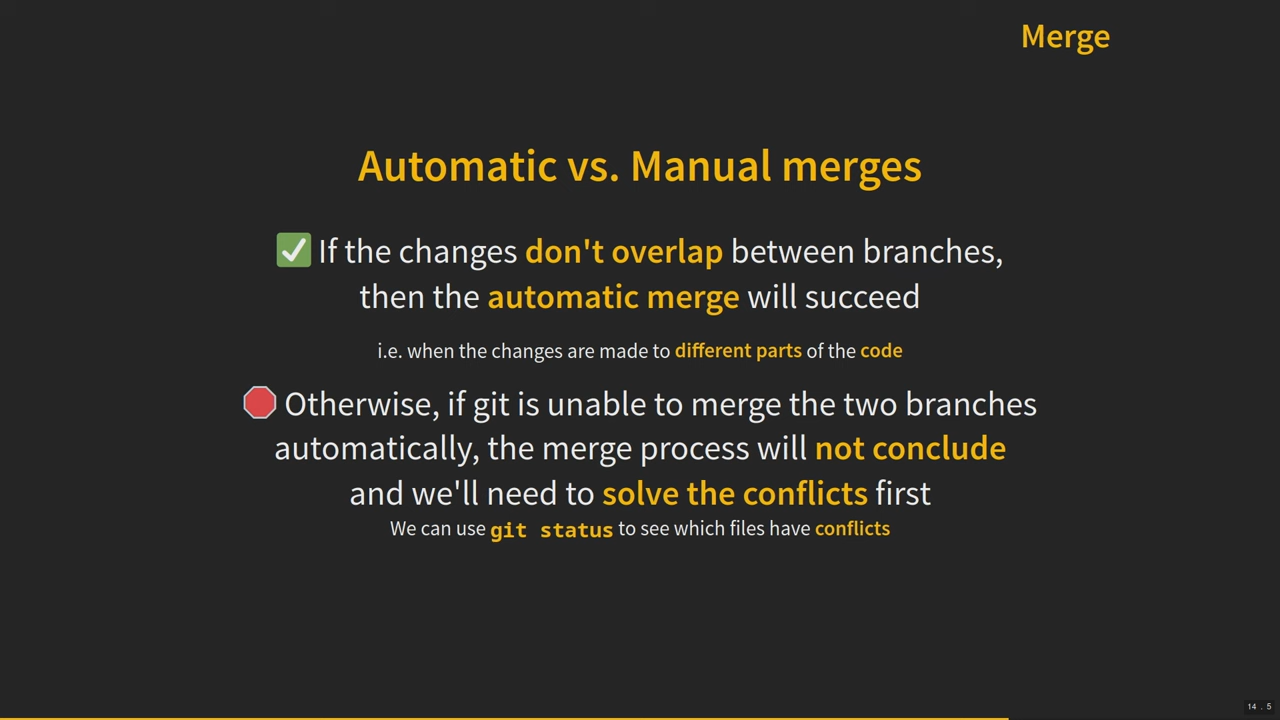 Merge
Automatic vs. Manual merges
✅ If the changes don't overlap between branches,
then the automatic merge will succeed
i.e. when the changes are made to different parts of the code
🛑 Otherwise, if git is unable to merge the two branches
automatically, the merge process will not conclude
and we'll need to solve the conflicts first
We can use git status to see which files have conflicts
14 . 5